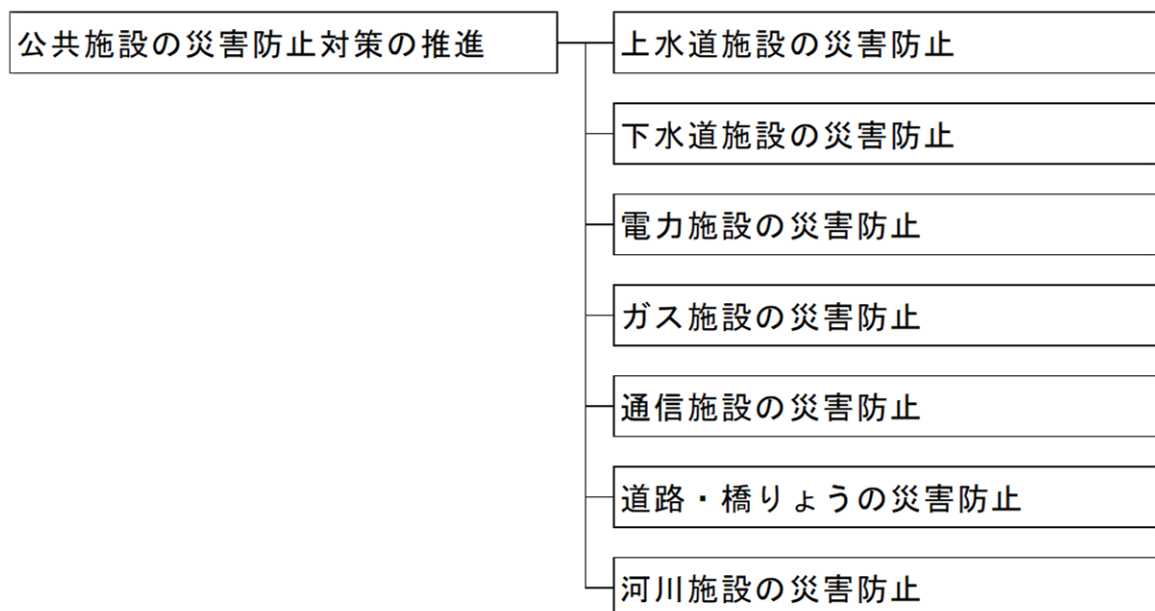 公共施設の災害防止対策の推進
上水道施設の災害防止
下水道施設の災害防止
電力施設の災害防止
ガス施設の災害防止
通信施設の災害防止
道路・橋りょうの災害防止
河川施設の災害防止